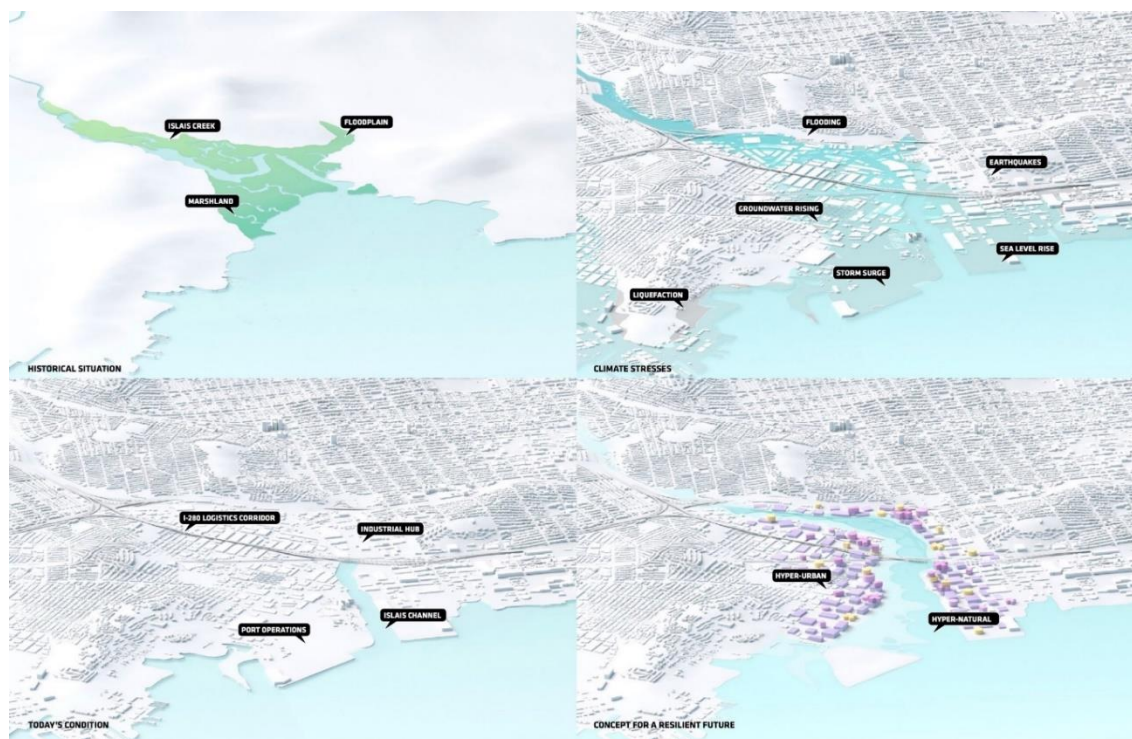 ISLAIS CREEK
FLOODPLAIN
MARSHLAND
HISTORICAL SITUATION
FLOODING
EARTHQUAKES
GROUNDWATER RISING
SEA LEVEL RISE
STORM SURGE
LIQUEFACTION
CLIMATE STRESSES
I-280 LOGISTICS CORRIDOR
INDUSTRIAL HUB
ISLAIS CHANNEL
PORT OPERATIONS
TODAY'S CONDITION
HYPER-URBAN
HYPER-NATURAL
CONCEPT FOR A RESILIENT FUTURE